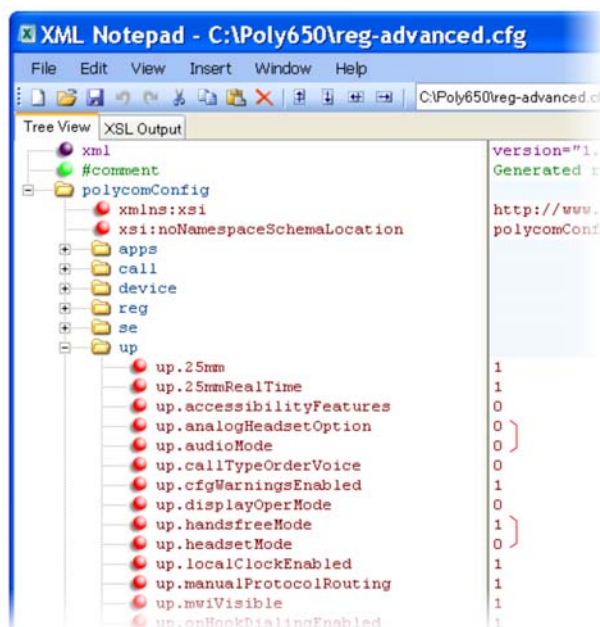 XML Notepad - C:\Poly650\reg-advanced.cfg
File Edit View Insert Window Help
C:\Poly650\reg-advanced.c
Tree View XSL Output
xml version="1.
#comment Generated
polycomConfig
xmlns:xsi http://www.
xsi:noNamespaceSchemaLocation polycomConf
apps
call
device
reg
se
up
up.25mm 1
up.25mmRealTime 1
up.accessibilityFeatures 0
up.analogHeadsetOption 0
up.audioMode 0
up.callTypeOrderVoice 0
up.cfgWarningsEnabled 1
up.displayOperMode 0
up.handsfreeMode 1
up.headsetMode 0
up.localClockEnabled 1
up.manualProtocolRouting 1
up.mwiVisible 1
up.onHookDialingEnabled 1